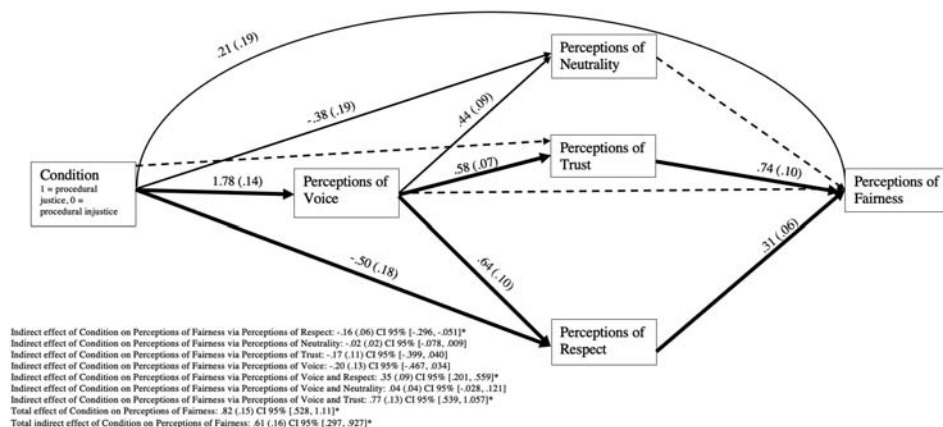 .21 (.19)
Perceptions of
Neutrality
-.38 (.19)
.44 (.09)
Condition
1 = procedural
justice, 0 =
procedural injustice
1.78 (.14)
Perceptions of
Voice
.58 (.07)
Perceptions of
Trust
.74 (.10)
Perceptions of
Fairness
-.50 (.18)
.64 (.10)
.31 (.06)
Perceptions of
Respect
Indirect effect of Condition on Perceptions of Fairness via Perceptions of Respect: -.16 (.06) CI 95% [-.296, -.051]*
Indirect effect of Condition on Perceptions of Fairness via Perceptions of Neutrality: -.02 (.02) CI 95% [-.078, .009]
Indirect effect of Condition on Perceptions of Fairness via Perceptions of Trust: -.17 (.11) CI 95% [-.399, .040]
Indirect effect of Condition on Perceptions of Fairness via Perceptions of Voice: -.20 (.13) CI 95% [-.467, .034]
Indirect effect of Condition on Perceptions of Fairness via Perceptions of Voice and Respect: .35 (.09) CI 95% [.201, .559]*
Indirect effect of Condition on Perceptions of Fairness via Perceptions of Voice and Neutrality: .04 (.04) CI 95% [-.028, .121]
Indirect effect of Condition on Perceptions of Fairness via Perceptions of Voice and Trust: .77 (.13) CI 95% [.539, 1.057]*
Total effect of Condition on Perceptions of Fairness: .82 (.15) CI 95% [.528, 1.11]*
Total indirect effect of Condition on Perceptions of Fairness: .61 (.16) CI 95% [.297, .927]*